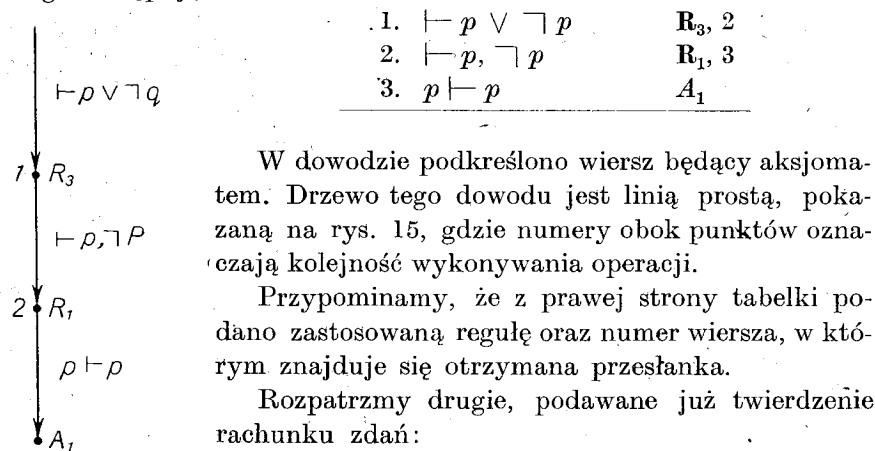 1. ⊢ p ∨ ¬ p R₃, 2
2. ⊢ p, ¬ p R₁, 3
3. p ⊢ p A₁
⊢ p ∨ ¬ q
1 R₃
⊢ p, ¬ P
2 R₁
p ⊢ p
A₁
W dowodzie podkreślono wiersz będący aksjoma-
tem. Drzewo tego dowodu jest linią prostą, poka-
zaną na rys. 15, gdzie numery obok punktów ozna-
czają kolejność wykonywania operacji.
Przypominamy, że z prawej strony tabelki po-
dano zastosowaną regułę oraz numer wiersza, w któ-
rym znajduje się otrzymana przesłanka.
Rozpatrzmy drugie, podawane już twierdzenie
rachunku zdań: